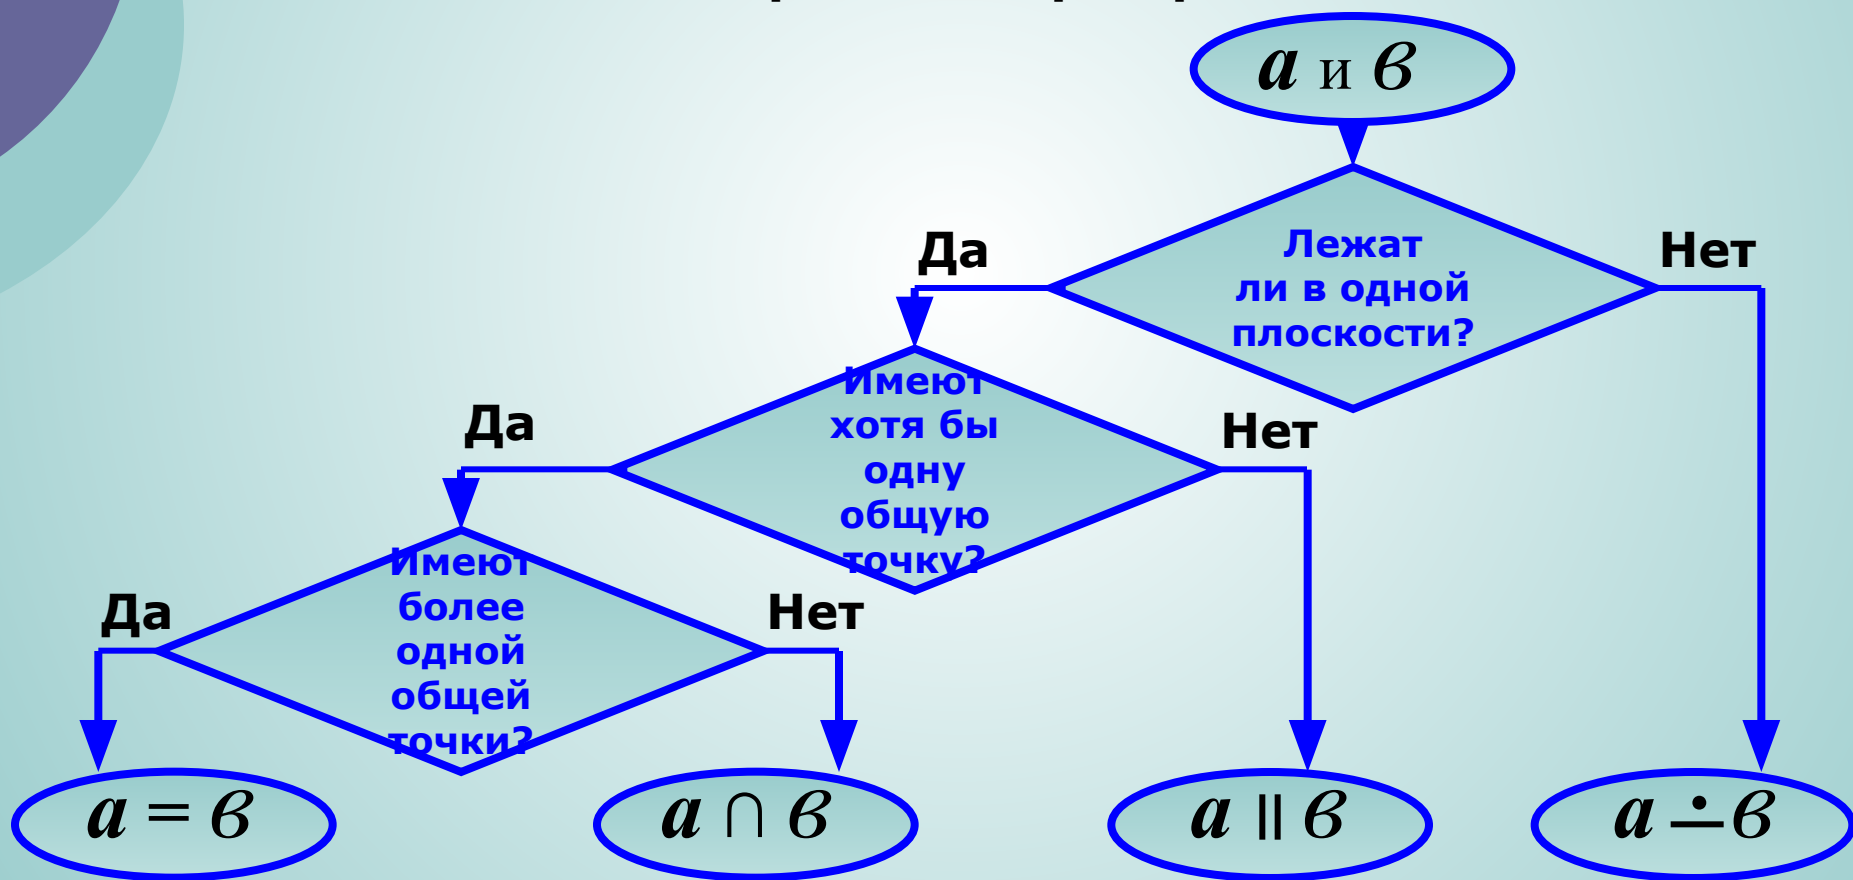 а и в
Лежат
ли в одной
плоскости?
Да
Нет
Имеют
хотя бы
одну
общую
точку?
Да
Нет
Имеют
более
одной
общей
точки?
Да
Нет
а = в
а ∩ в
а || в
а ∸ в